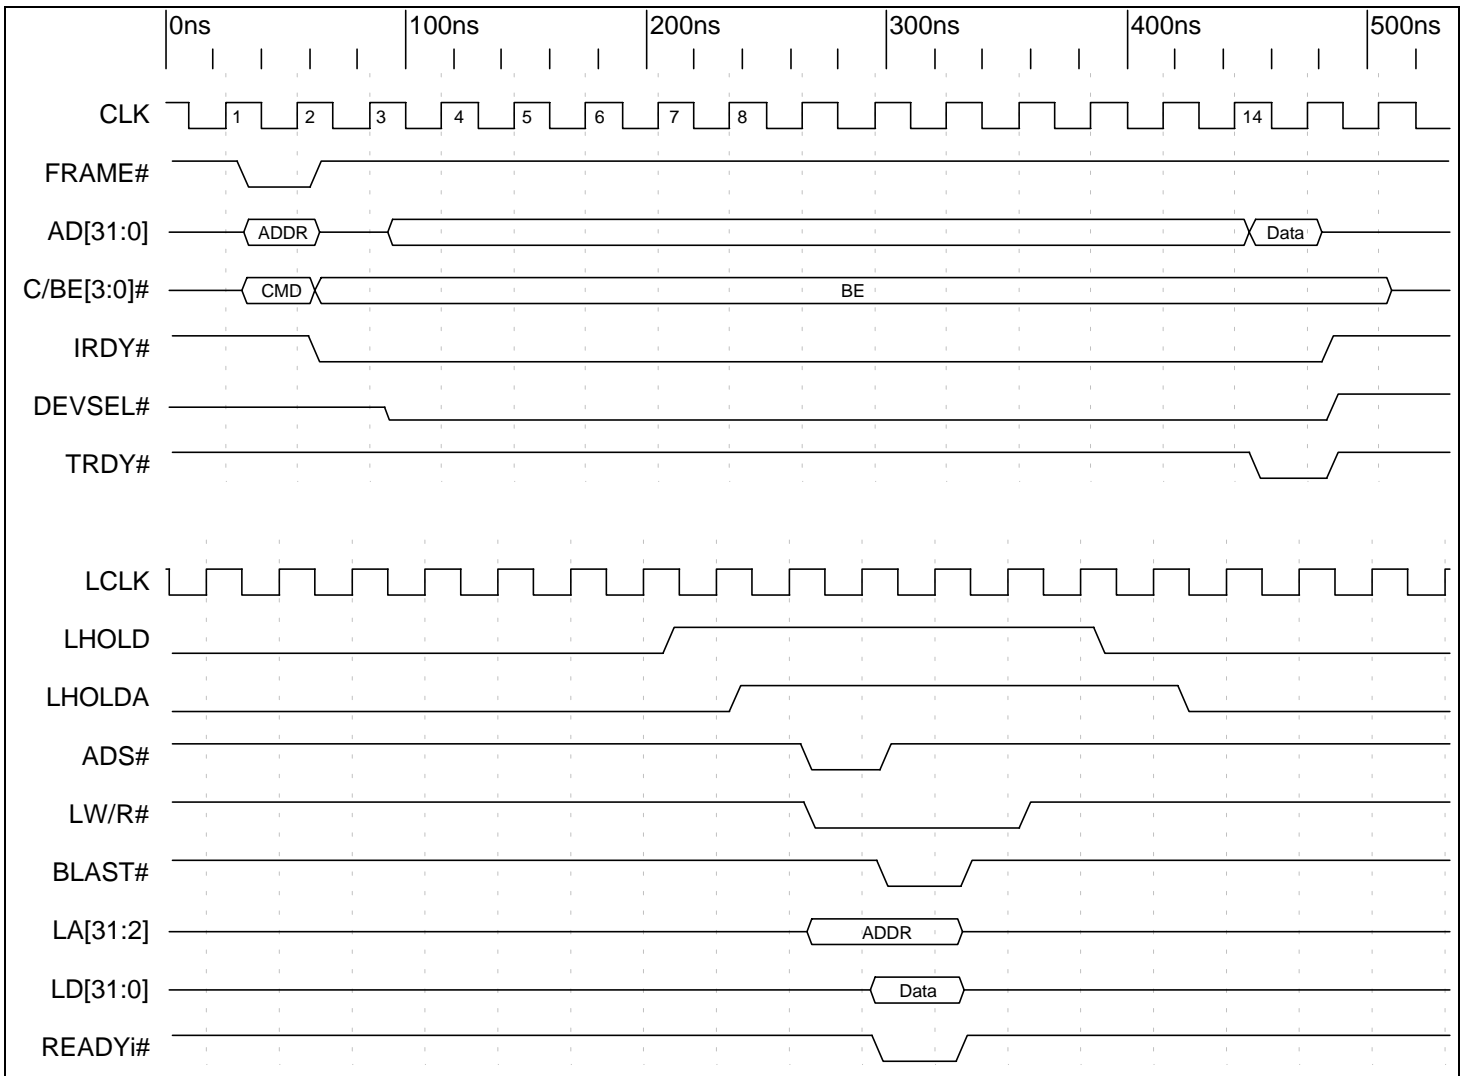 0ns 100ns 200ns 300ns 400ns 500ns
CLK 1 2 3 4 5 6 7 8 14
FRAME#
AD[31:0] ADDR Data
C/BE[3:0]# CMD BE
IRDY#
DEVSEL#
TRDY#
LCLK
LHOLD
LHOLDA
ADS#
LW/R#
BLAST#
LA[31:2] ADDR
LD[31:0] Data
READYi#